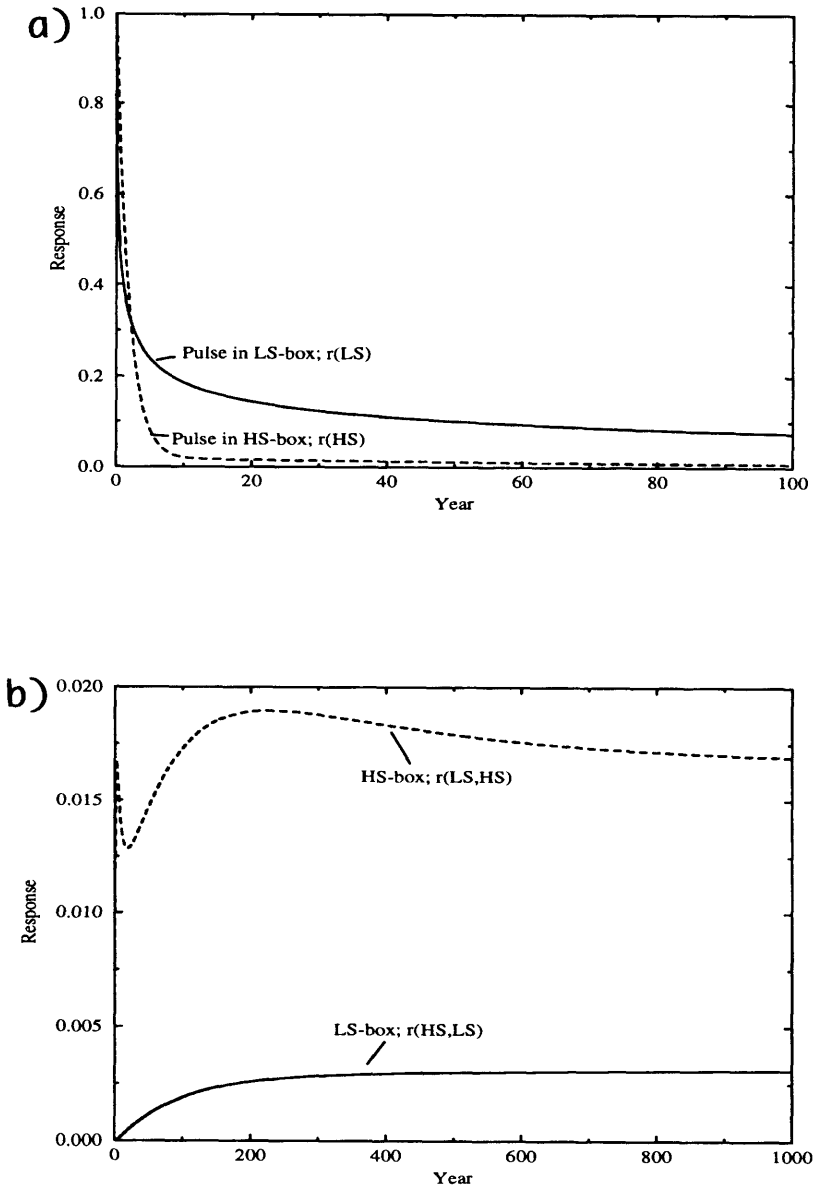 a)
1.0
0.8
0.6
0.4
0.2
0.0
Response
Pulse in LS-box; r(LS)
Pulse in HS-box; r(HS)
0 20 40 60 80 100
Year
b)
0.020
0.015
0.010
0.005
0.000
Response
HS-box; r(LS,HS)
LS-box; r(HS,LS)
0 200 400 600 800 1000
Year